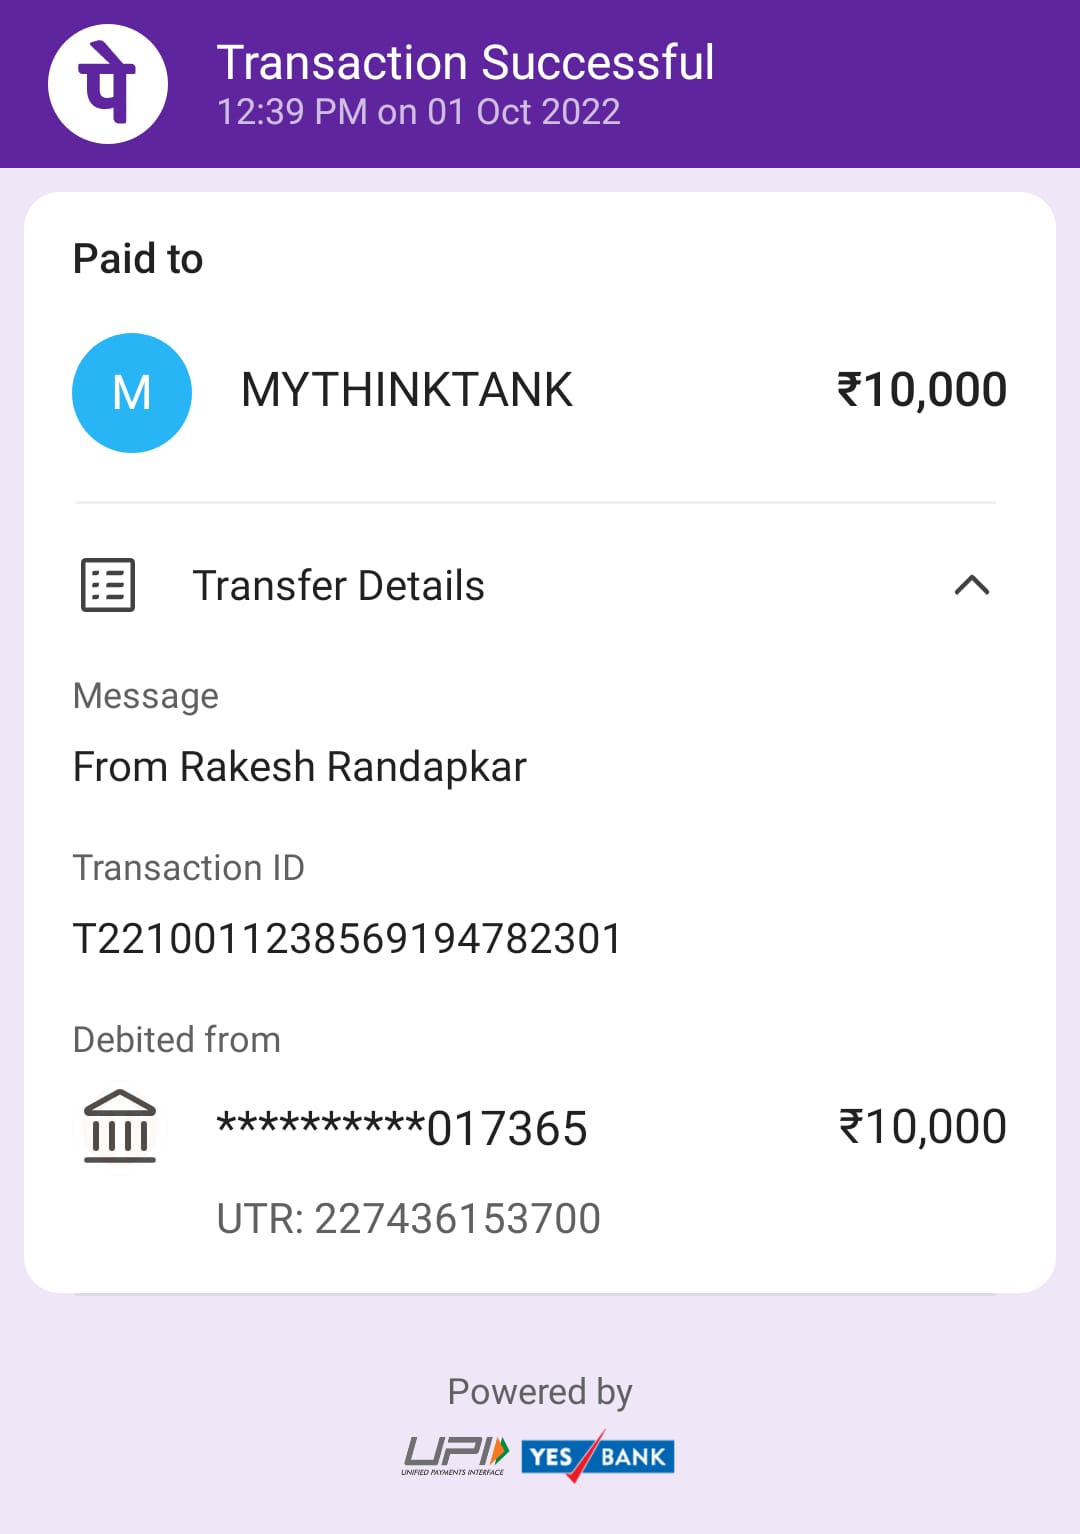 पे
Transaction Successful
12:39 PM on 01 Oct 2022
Paid to
M
MYTHINKTANK
₹10,000
Transfer Details
Message
From Rakesh Randapkar
Transaction ID
T2210011238569194782301
Debited from
**********017365
₹10,000
UTR: 227436153700
Powered by
UPI
UNIFIED PAYMENTS INTERFACE
YES BANK